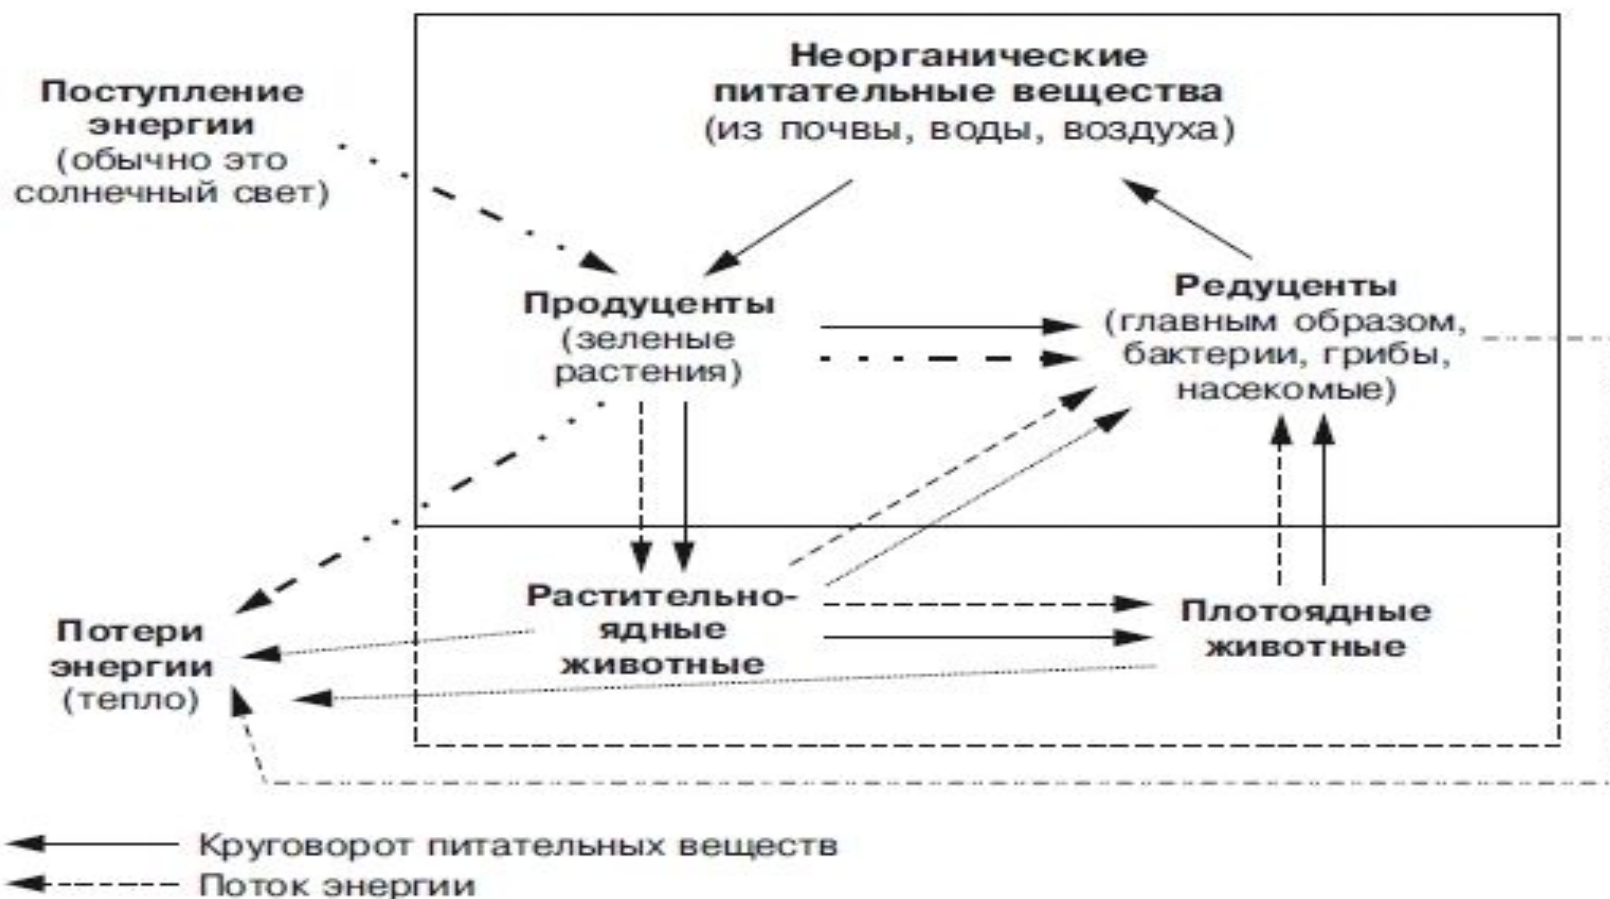 Неорганические
питательные вещества
(из почвы, воды, воздуха)
Поступление
энергии
(обычно это
солнечный свет)
Продуценты
(зеленые
растения)
Редуценты
(главным образом,
бактерии, грибы,
насекомые)
Растительно-
ядные
животные
Плотоядные
животные
Потери
энергии
(тепло)
Круговорот питательных веществ
Поток энергии